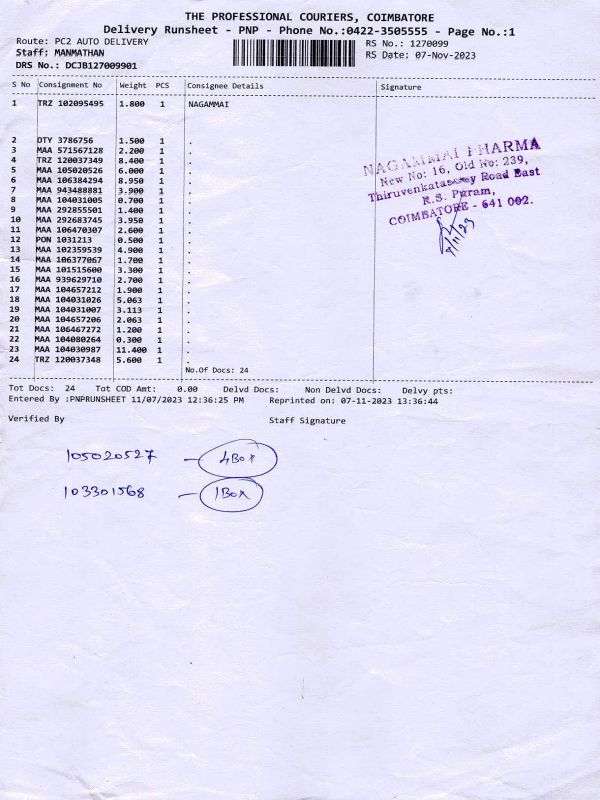 THE PROFESSIONAL COURIERS, COIMBATORE
Delivery Runsheet - PNP - Phone No.:0422-3505555 - Page No.:1
Route: PC2 AUTO DELIVERY RS No.: 1270099
Staff: MANMATHAN RS Date: 07-Nov-2023
DRS No.: DCJB127009901
S No Consignment No Weight PCS Consignee Details Signature
1 TRZ 102095495 1.800 1 NAGAMMAI
2 OTY 3786756 1.500 1 .
3 MAA 571567128 2.200 1 .
4 TRZ 120037349 8.400 1 .
5 MAA 105020526 6.000 1 .
6 MAA 106384294 8.950 1 .
7 MAA 943488881 3.900 1 .
8 MAA 104031005 0.700 1 .
9 MAA 292855501 1.400 1 .
10 MAA 292683745 3.950 1 .
11 MAA 106470307 2.600 1 .
12 PON 1031213 0.500 1 .
13 MAA 102359539 4.900 1 .
14 MAA 106377067 1.700 1 .
15 MAA 101515600 3.300 1 .
16 MAA 939629710 2.700 1 .
17 MAA 104657212 1.900 1 .
18 MAA 104031026 5.063 1 .
19 MAA 104031007 3.113 1 .
20 MAA 104657206 2.063 1 .
21 MAA 106467272 1.200 1 .
22 MAA 104080264 0.300 1 .
23 MAA 104030987 11.400 1 .
24 TRZ 120037348 5.600 1 .
No.Of Docs: 24
NAGAMMAI PHARMA
New No: 16, Old No: 239,
Thiruvenkatasamy Road East
R.S. Puram,
COIMBATORE - 641 002.
7/11/23
Tot Docs: 24 Tot COD Amt: 0.00 Delvd Docs: Non Delvd Docs: Delvy pts:
Entered By :PNPRUNSHEET 11/07/2023 12:36:25 PM Reprinted on: 07-11-2023 13:36:44
Verified By Staff Signature
105020527 - 4 Box
103301568 - 1 Box